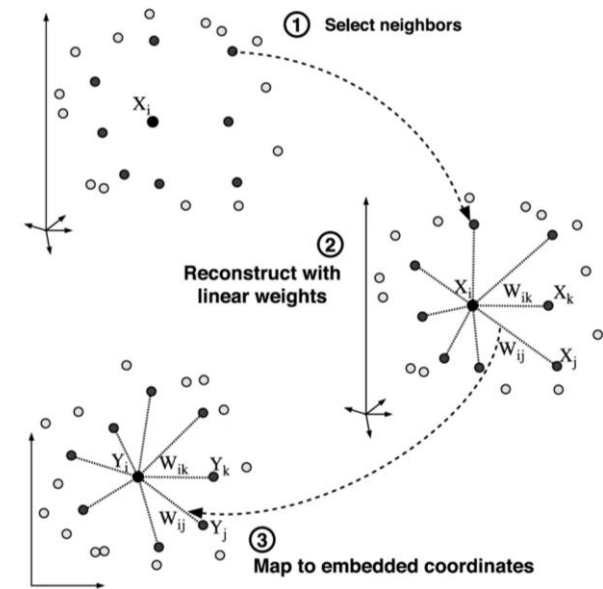 ① Select neighbors
X_i
②
Reconstruct with
linear weights
X_i W_ik X_k
W_ij X_j
Y_i W_ik Y_k
W_ij Y_j
③
Map to embedded coordinates